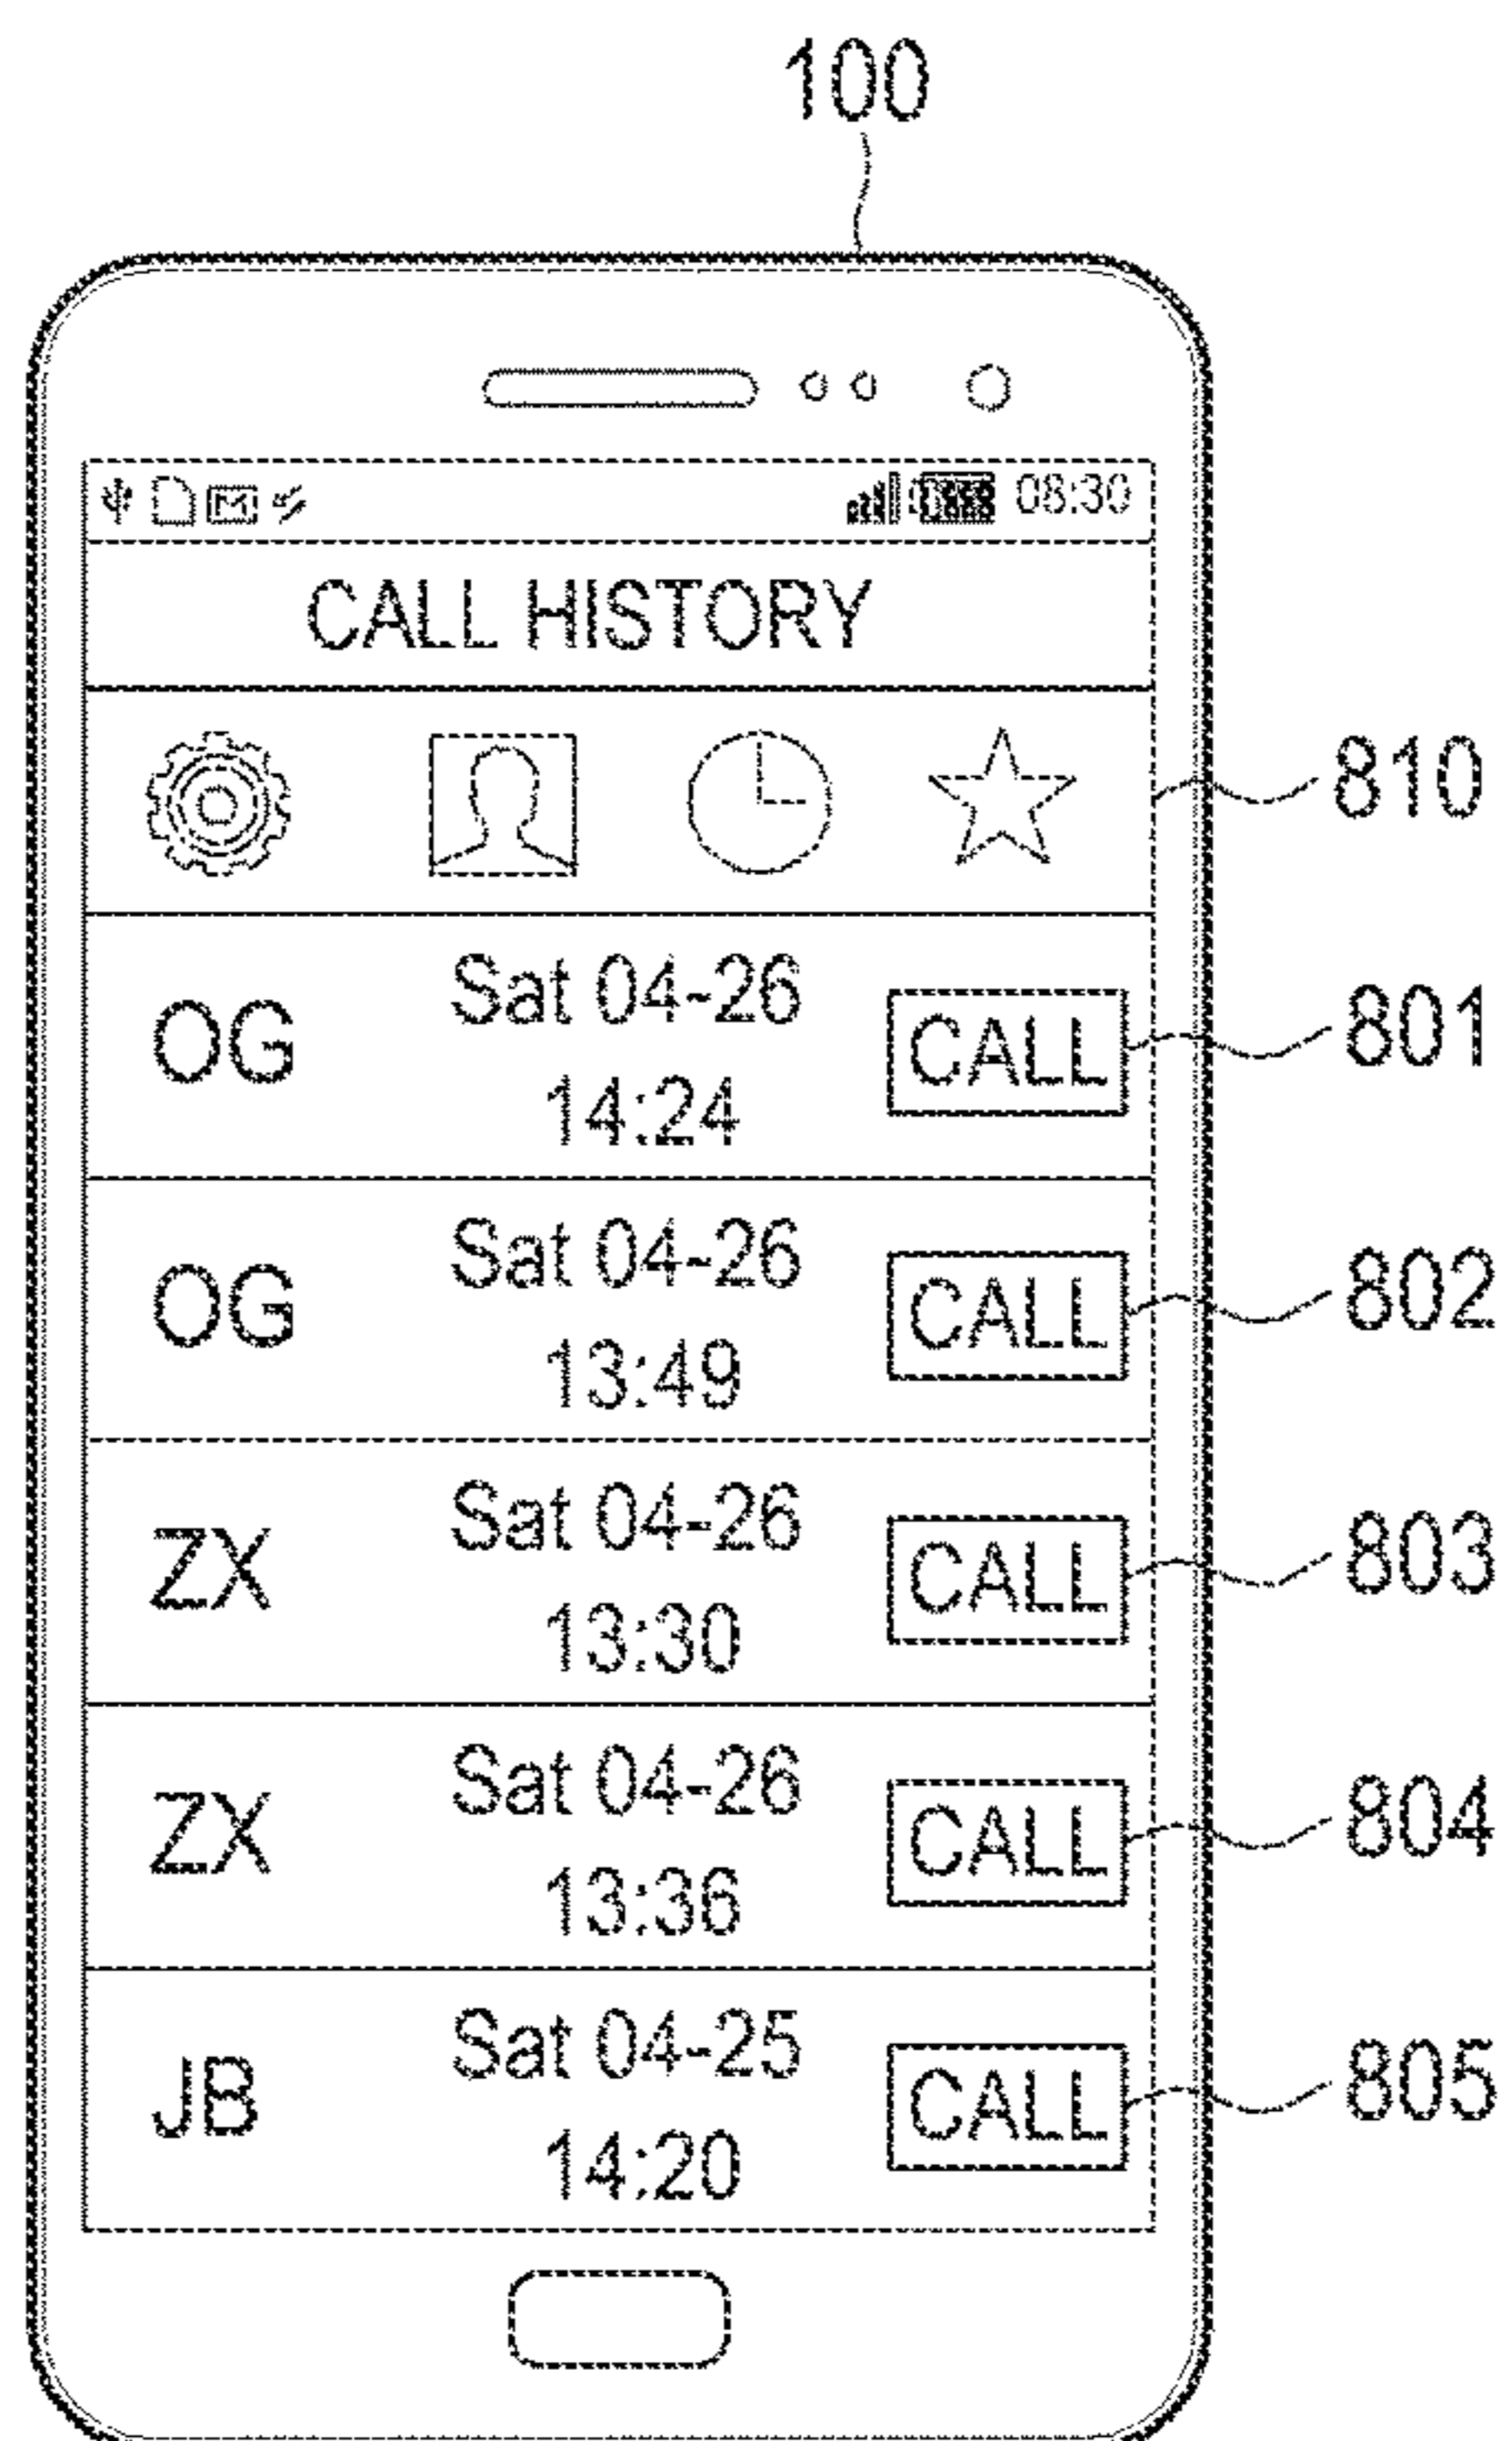 100
08:30
CALL HISTORY
810
OG
Sat 04-26
14:24
CALL
801
OG
Sat 04-26
13:49
CALL
802
ZX
Sat 04-26
13:30
CALL
803
ZX
Sat 04-26
13:36
CALL
804
JB
Sat 04-25
14:20
CALL
805